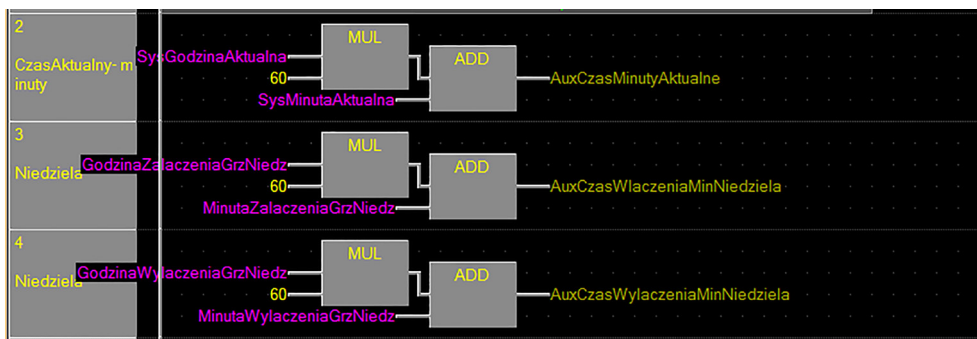 2
CzasAktualny- m
inuty
SysGodzinaAktualna
MUL
60
ADD
SysMinutaAktualna
AuxCzasMinutyAktualne
3
Niedziela
GodzinaZalaczeniaGrzNiedz
MUL
60
ADD
MinutaZalaczeniaGrzNiedz
AuxCzasWlaczeniaMinNiedziela
4
Niedziela
GodzinaWylaczeniaGrzNiedz
MUL
60
ADD
MinutaWylaczeniaGrzNiedz
AuxCzasWylaczeniaMinNiedziela